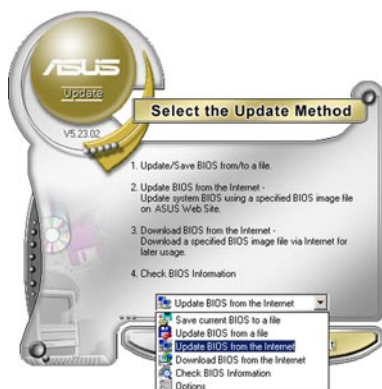 ASUS
Update
V5.23.02
Select the Update Method
1. Update/Save BIOS from/to a file.
2. Update BIOS from the Internet -
Update system BIOS using a specified BIOS image file
on ASUS Web Site.
3. Download BIOS from the Internet -
Download a specified BIOS image file via Internet for
later usage.
4. Check BIOS Information
Update BIOS from the Internet
Save current BIOS to a file
Update BIOS from a file
Update BIOS from the Internet
Download BIOS from the Internet
Check BIOS Information
Options